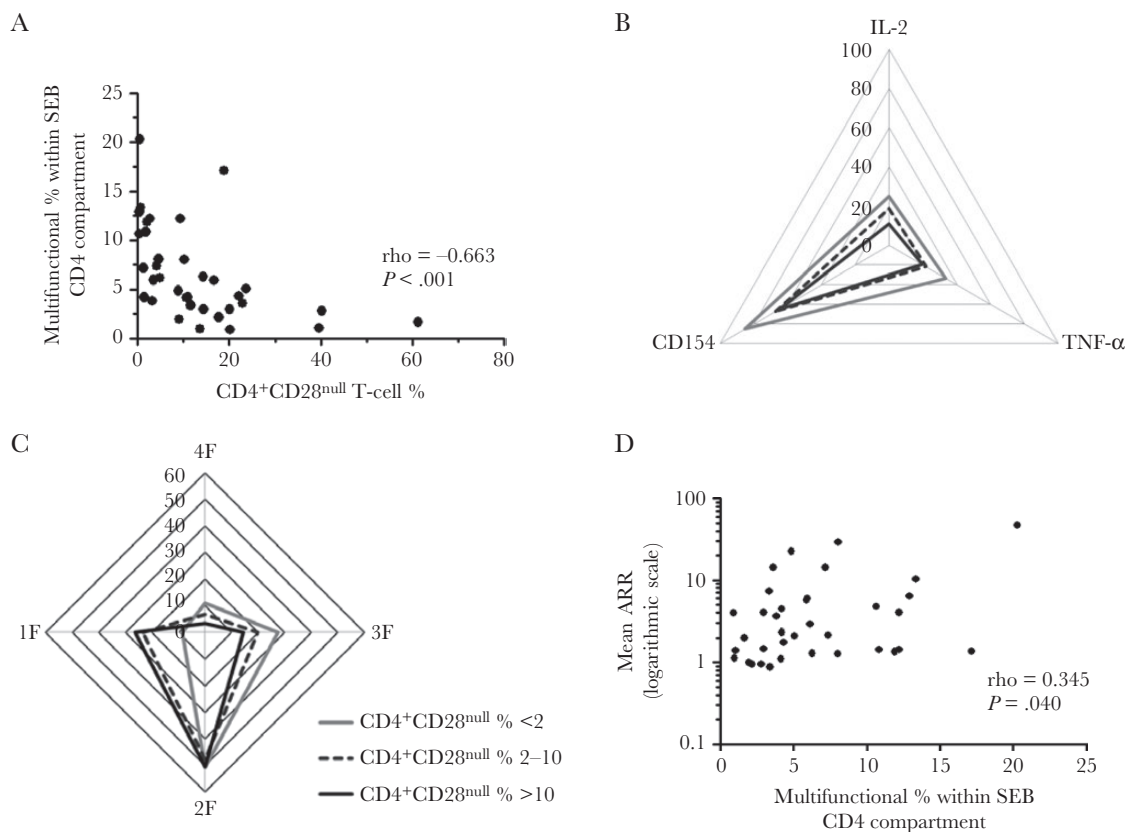 A
Multifunctional % within SEB
CD4 compartment
25
20
15
10
5
0
0 20 40 60 80
CD4+CD28null T-cell %
rho = –0.663
P < .001
B
IL-2
100
80
60
40
20
0
CD154
TNF-α
C
4F
60
50
40
30
20
10
0
1F
3F
2F
CD4+CD28null % <2
CD4+CD28null % 2–10
CD4+CD28null % >10
D
Mean ARR
(logarithmic scale)
100
10
1
0.1
0 5 10 15 20 25
Multifunctional % within SEB
CD4 compartment
rho = 0.345
P = .040